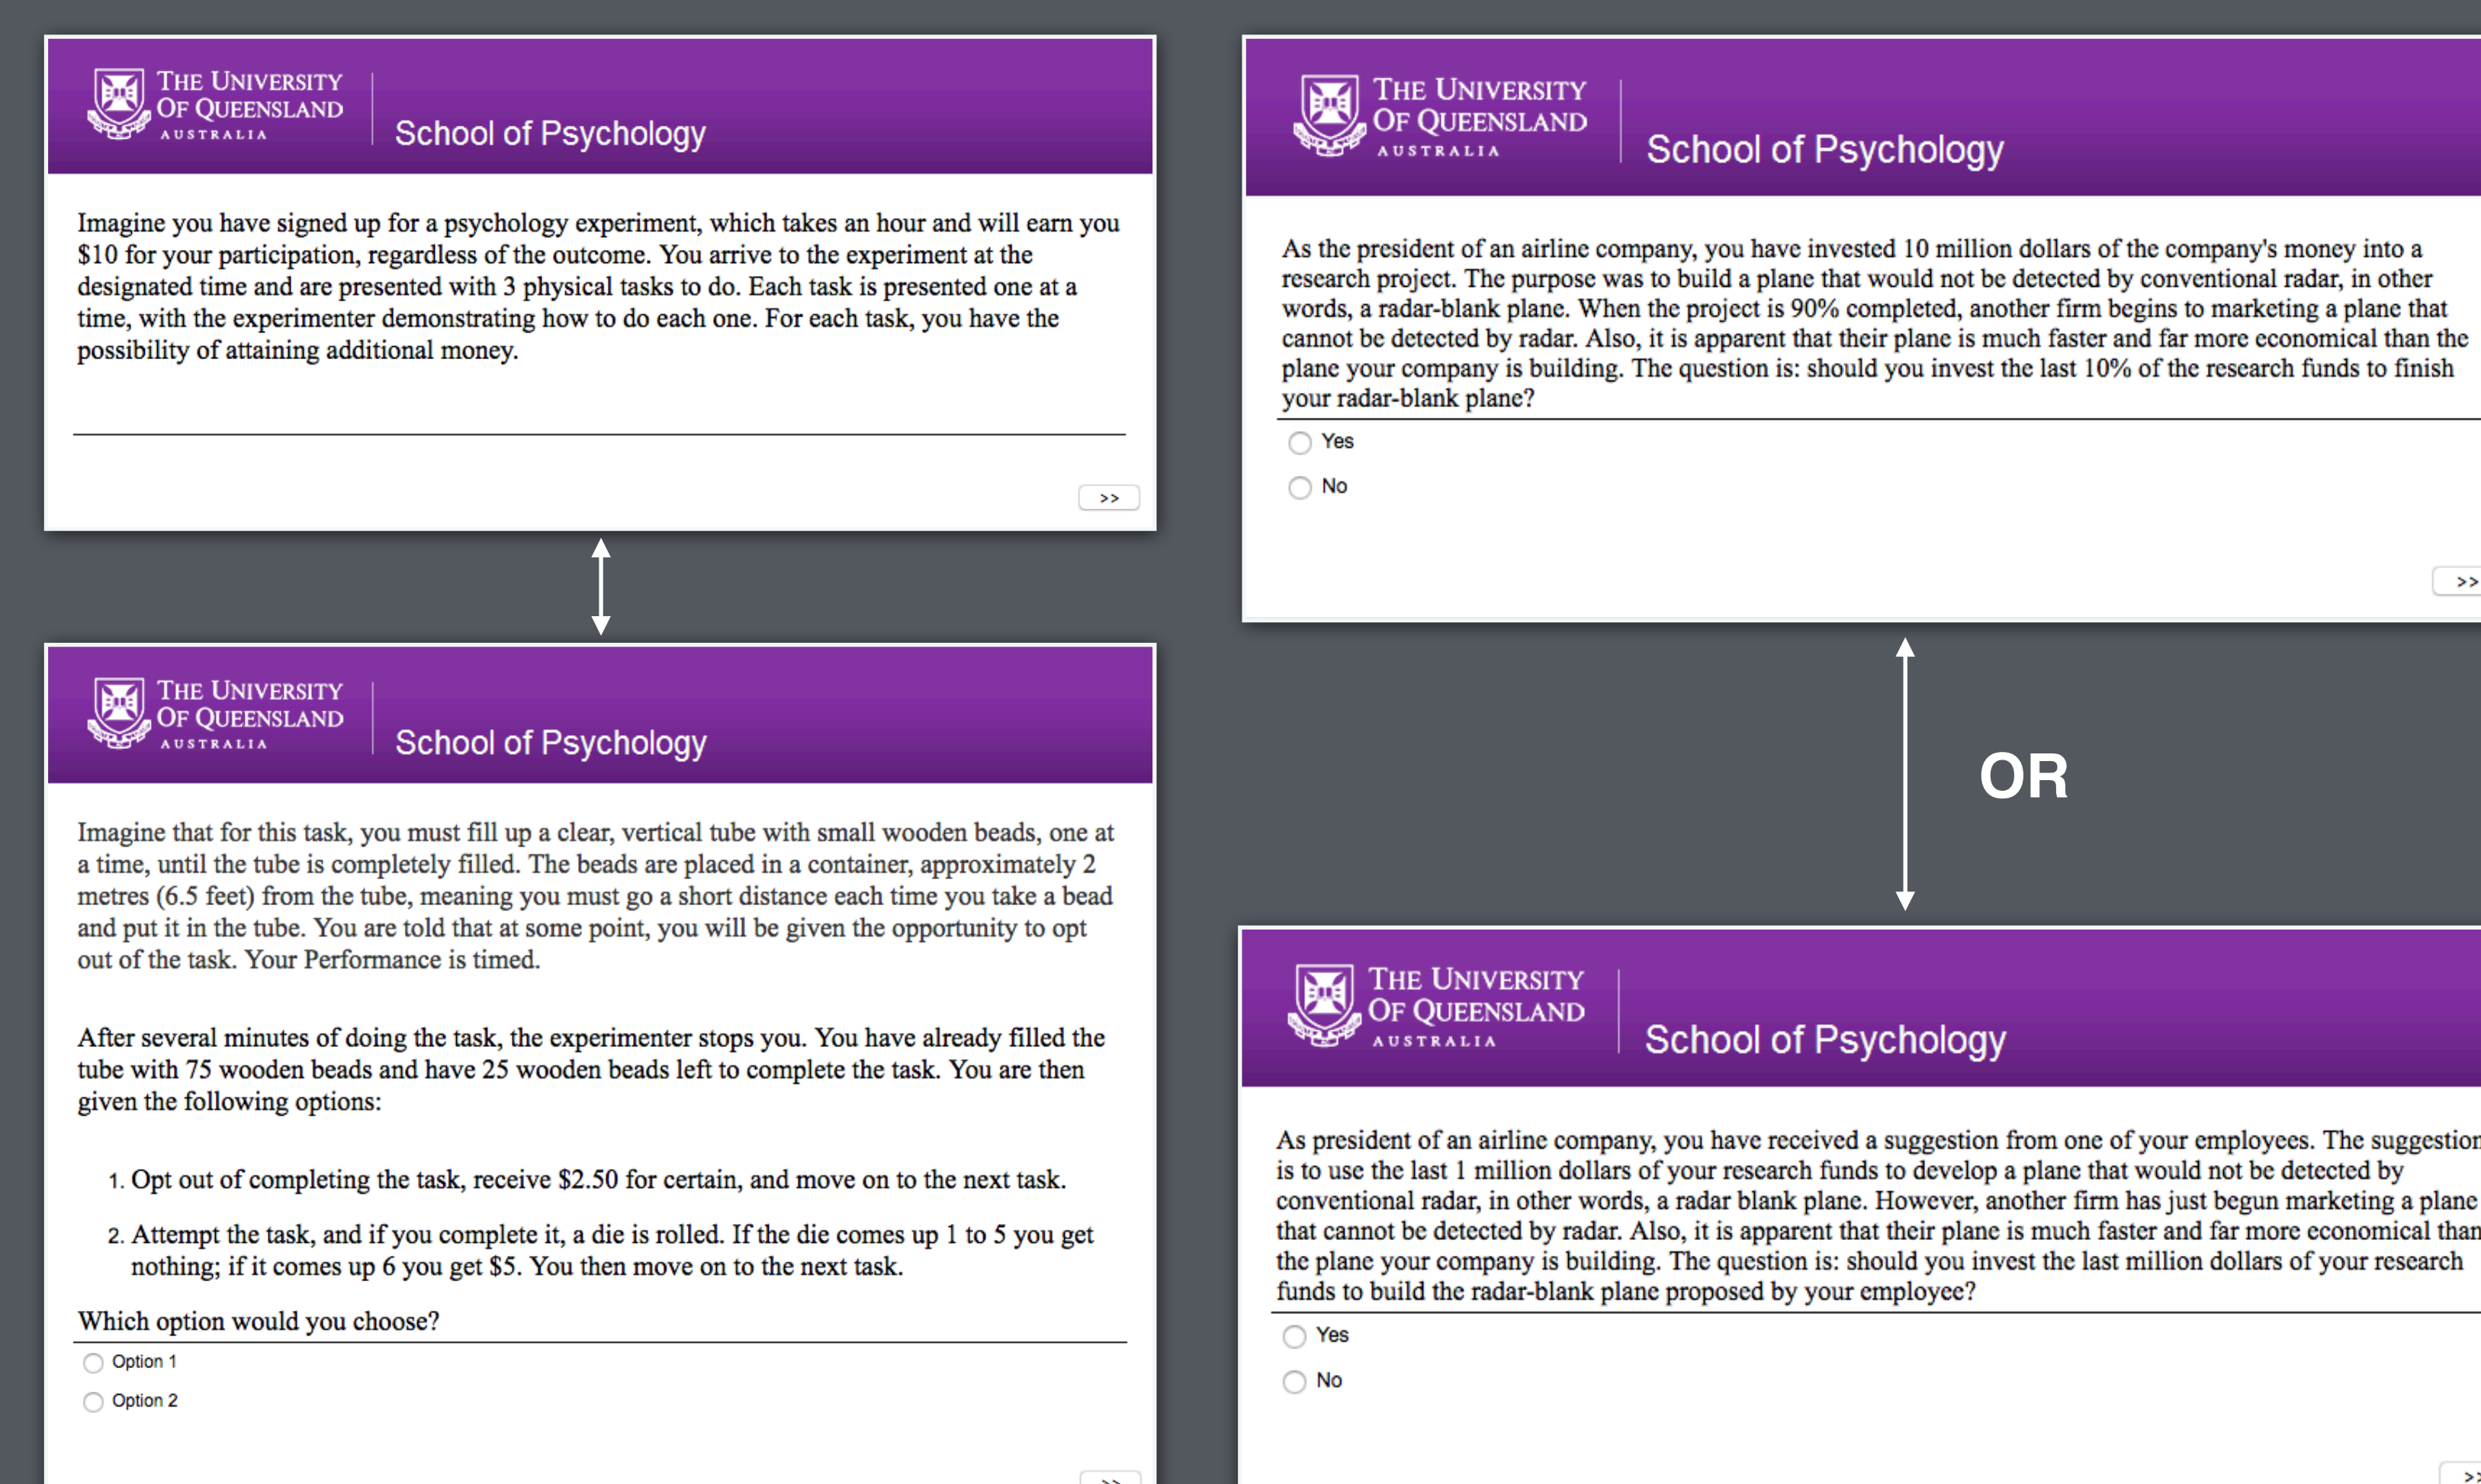 THE UNIVERSITY
OF QUEENSLAND
AUSTRALIA
School of Psychology
Imagine you have signed up for a psychology experiment, which takes an hour and will earn you
$10 for your participation, regardless of the outcome. You arrive to the experiment at the
designated time and are presented with 3 physical tasks to do. Each task is presented one at a
time, with the experimenter demonstrating how to do each one. For each task, you have the
possibility of attaining additional money.
>>
THE UNIVERSITY
OF QUEENSLAND
AUSTRALIA
School of Psychology
Imagine that for this task, you must fill up a clear, vertical tube with small wooden beads, one at
a time, until the tube is completely filled. The beads are placed in a container, approximately 2
metres (6.5 feet) from the tube, meaning you must go a short distance each time you take a bead
and put it in the tube. You are told that at some point, you will be given the opportunity to opt
out of the task. Your Performance is timed.
After several minutes of doing the task, the experimenter stops you. You have already filled the
tube with 75 wooden beads and have 25 wooden beads left to complete the task. You are then
given the following options:
1. Opt out of completing the task, receive $2.50 for certain, and move on to the next task.
2. Attempt the task, and if you complete it, a die is rolled. If the die comes up 1 to 5 you get
nothing; if it comes up 6 you get $5. You then move on to the next task.
Which option would you choose?
Option 1
Option 2
>>
THE UNIVERSITY
OF QUEENSLAND
AUSTRALIA
School of Psychology
As the president of an airline company, you have invested 10 million dollars of the company's money into a
research project. The purpose was to build a plane that would not be detected by conventional radar, in other
words, a radar-blank plane. When the project is 90% completed, another firm begins to marketing a plane that
cannot be detected by radar. Also, it is apparent that their plane is much faster and far more economical than the
plane your company is building. The question is: should you invest the last 10% of the research funds to finish
your radar-blank plane?
Yes
No
>>
OR
THE UNIVERSITY
OF QUEENSLAND
AUSTRALIA
School of Psychology
As president of an airline company, you have received a suggestion from one of your employees. The suggestion
is to use the last 1 million dollars of your research funds to develop a plane that would not be detected by
conventional radar, in other words, a radar blank plane. However, another firm has just begun marketing a plane
that cannot be detected by radar. Also, it is apparent that their plane is much faster and far more economical than
the plane your company is building. The question is: should you invest the last million dollars of your research
funds to build the radar-blank plane proposed by your employee?
Yes
No
>>